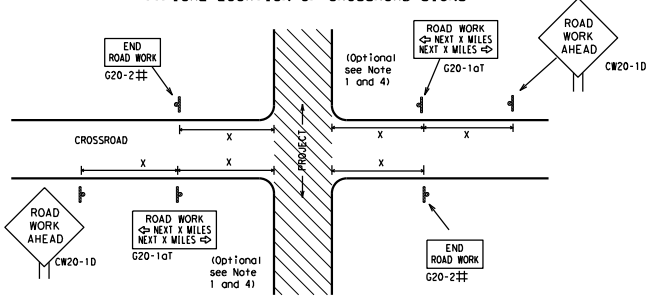 TYPICAL LOCATION OF CROSSROAD SIGNS
ROAD
WORK
AHEAD
CW20-1D
ROAD WORK
⇦ NEXT X MILES
NEXT X MILES ⇨
G20-1aT
(Optional
see Note
1 and 4)
END
ROAD WORK
G20-2‡‡
X
X
X
CROSSROAD
PROJECT
X
X
X
ROAD
WORK
AHEAD
CW20-1D
ROAD WORK
⇦ NEXT X MILES
NEXT X MILES ⇨
G20-1aT
(Optional
see Note
1 and 4)
END
ROAD WORK
G20-2‡‡